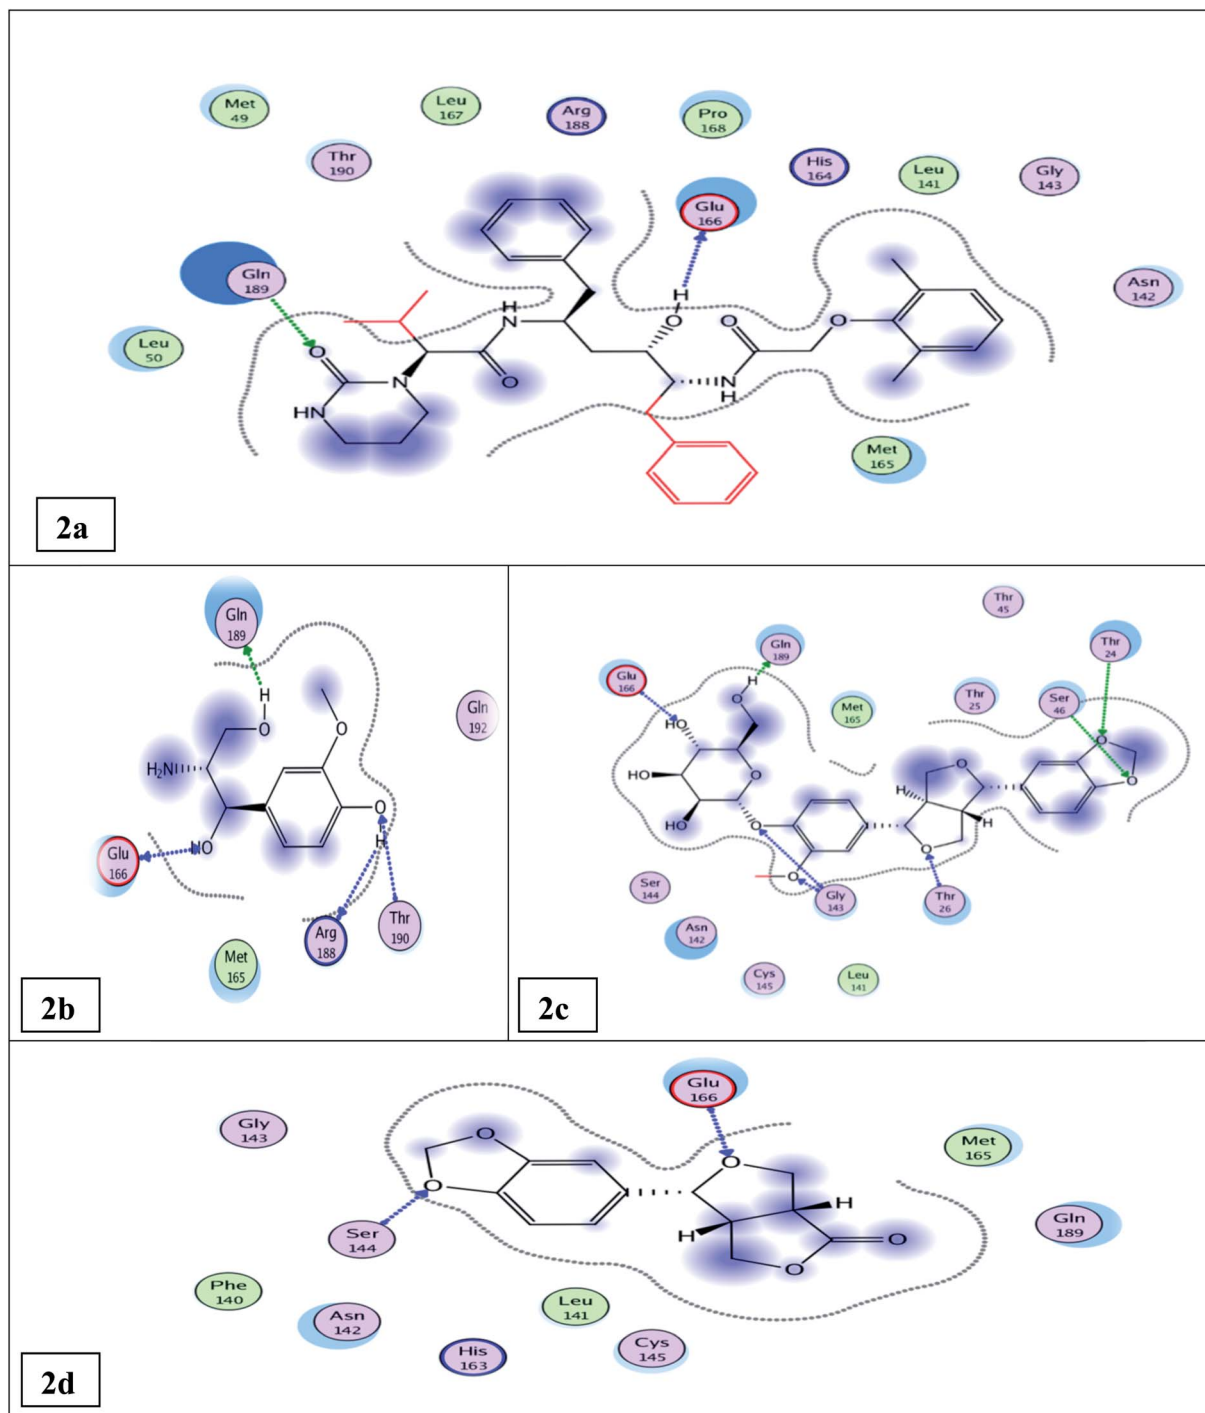 Met
49
Leu
167
Arg
188
Pro
168
Thr
190
His
164
Leu
141
Gly
143
Glu
166
Gln
189
Asn
142
Leu
50
H
N
H
O
O
O
O
O
N
N
H
HN
Met
165
2a
Gln
189
H
O
O
Gln
192
H₂N
O
H
HO
Glu
166
Arg
188
Thr
190
Met
165
2b
Thr
45
Gln
189
Thr
24
Glu
166
H
Thr
25
Ser
46
O
Met
165
HO
O
O
HO
O
O
H
HO
O
H
O
O
Ser
144
Gly
143
Thr
26
Asn
142
Cys
145
Leu
141
2c
Glu
166
Gly
143
O
Met
165
O
O
H
Gln
189
Ser
144
H
O
O
Phe
140
Asn
142
Leu
141
His
163
Cys
145
2d